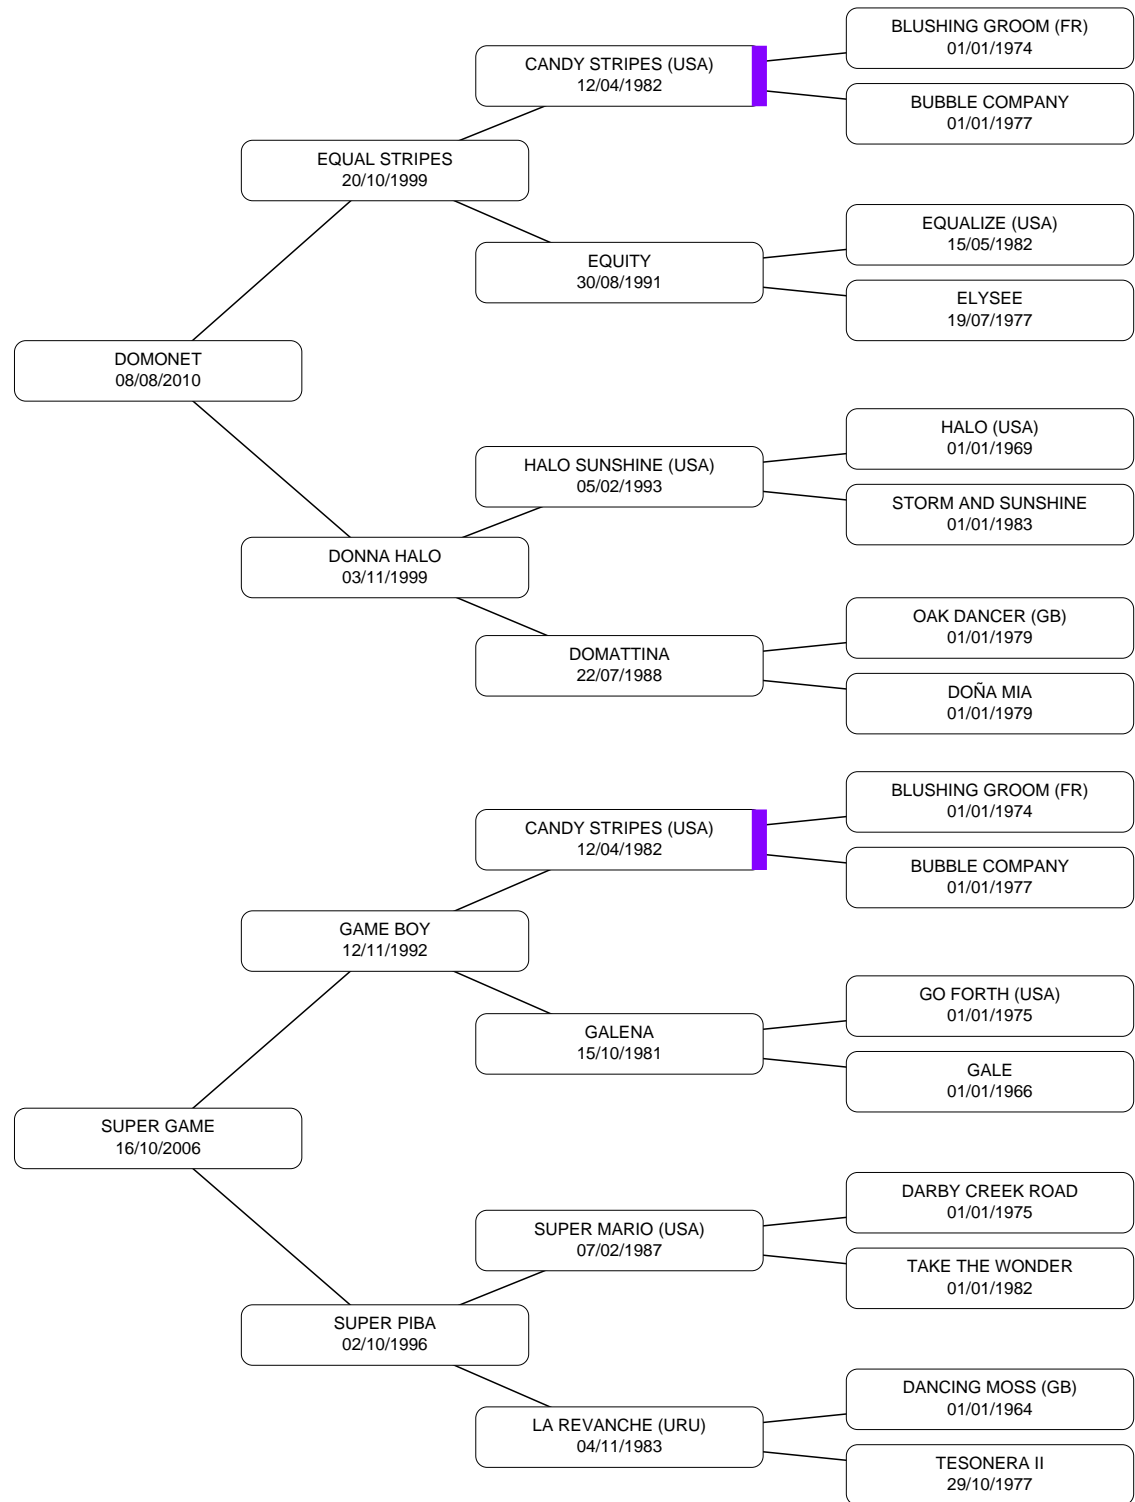 BLUSHING GROOM (FR)
01/01/1974
CANDY STRIPES (USA)
12/04/1982
BUBBLE COMPANY
01/01/1977
EQUAL STRIPES
20/10/1999
EQUALIZE (USA)
15/05/1982
EQUITY
30/08/1991
ELYSEE
19/07/1977
DOMONET
08/08/2010
HALO (USA)
01/01/1969
HALO SUNSHINE (USA)
05/02/1993
STORM AND SUNSHINE
01/01/1983
DONNA HALO
03/11/1999
OAK DANCER (GB)
01/01/1979
DOMATTINA
22/07/1988
DOÑA MIA
01/01/1979
BLUSHING GROOM (FR)
01/01/1974
CANDY STRIPES (USA)
12/04/1982
BUBBLE COMPANY
01/01/1977
GAME BOY
12/11/1992
GO FORTH (USA)
01/01/1975
GALENA
15/10/1981
GALE
01/01/1966
SUPER GAME
16/10/2006
DARBY CREEK ROAD
01/01/1975
SUPER MARIO (USA)
07/02/1987
TAKE THE WONDER
01/01/1982
SUPER PIBA
02/10/1996
DANCING MOSS (GB)
01/01/1964
LA REVANCHE (URU)
04/11/1983
TESONERA II
29/10/1977